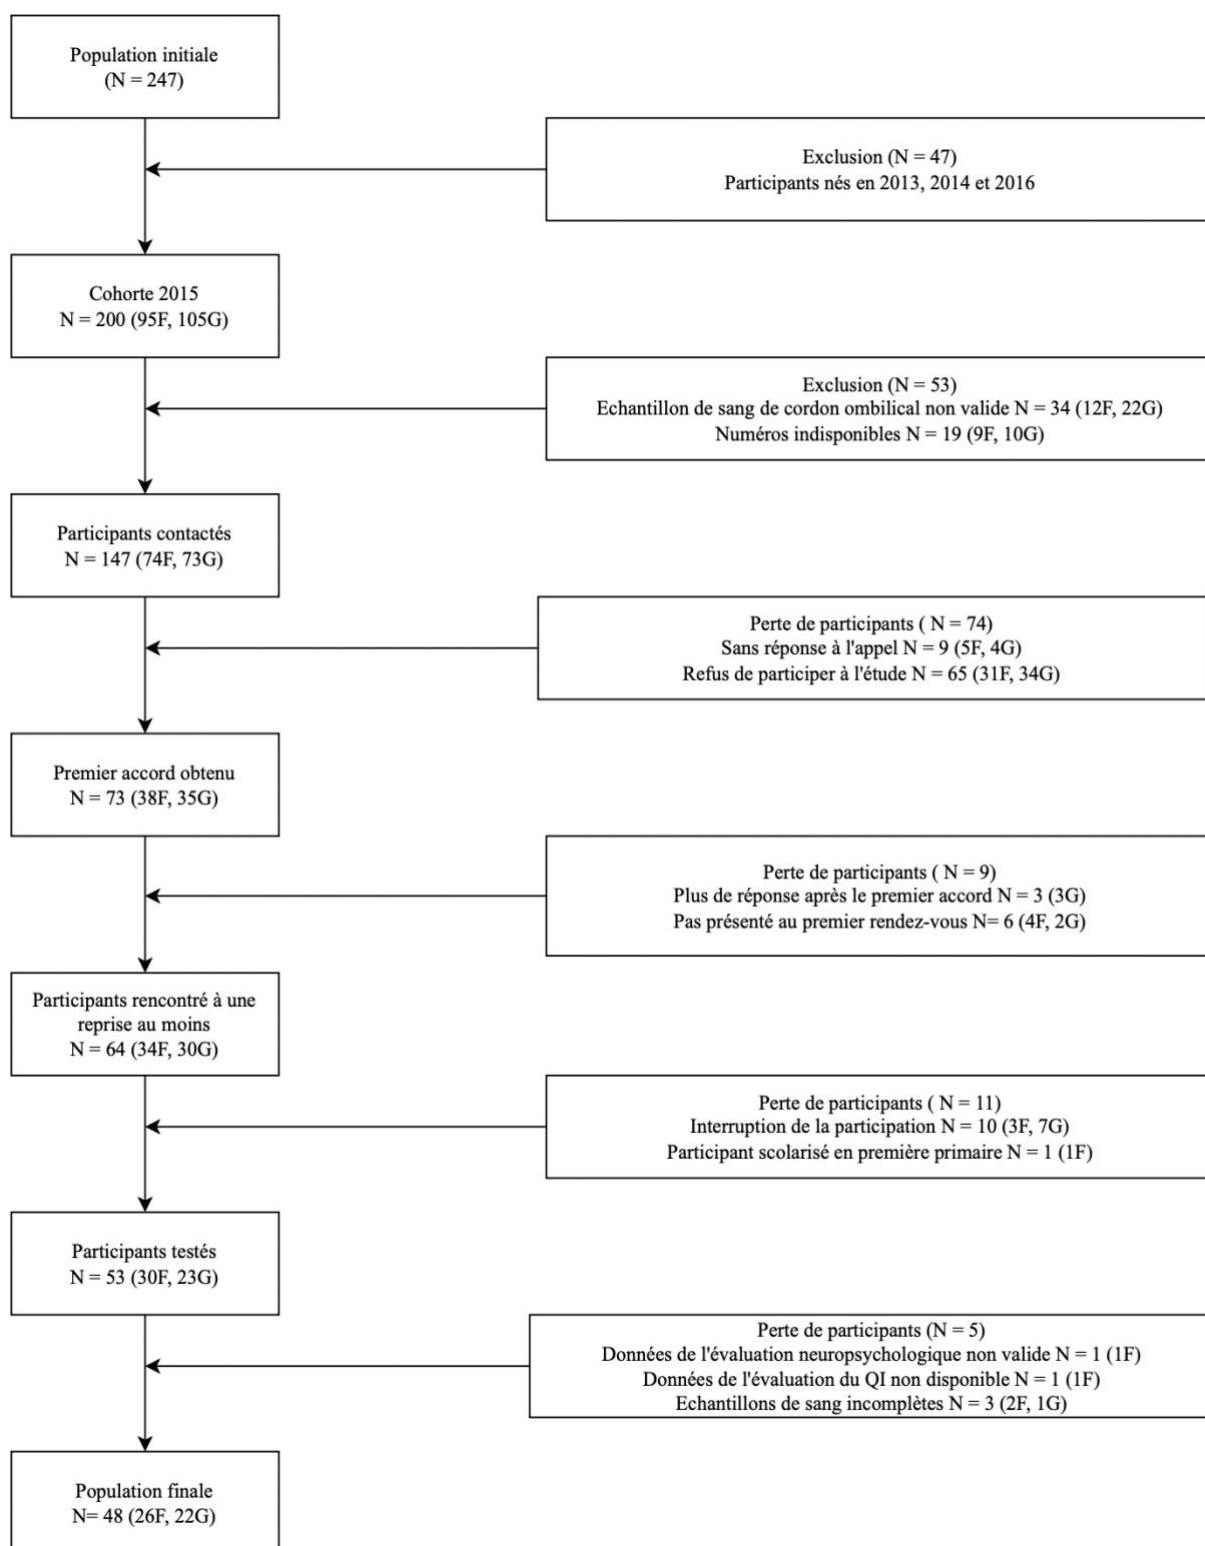 Population initiale
(N = 247)
Exclusion (N = 47)
Participants nés en 2013, 2014 et 2016
Cohorte 2015
N = 200 (95F, 105G)
Exclusion (N = 53)
Echantillon de sang de cordon ombilical non valide N = 34 (12F, 22G)
Numéros indisponibles N = 19 (9F, 10G)
Participants contactés
N = 147 (74F, 73G)
Perte de participants ( N = 74)
Sans réponse à l'appel N = 9 (5F, 4G)
Refus de participer à l'étude N = 65 (31F, 34G)
Premier accord obtenu
N = 73 (38F, 35G)
Perte de participants ( N = 9)
Plus de réponse après le premier accord N = 3 (3G)
Pas présenté au premier rendez-vous N= 6 (4F, 2G)
Participants rencontré à une
reprise au moins
N = 64 (34F, 30G)
Perte de participants ( N = 11)
Interruption de la participation N = 10 (3F, 7G)
Participant scolarisé en première primaire N = 1 (1F)
Participants testés
N = 53 (30F, 23G)
Perte de participants (N = 5)
Données de l'évaluation neuropsychologique non valide N = 1 (1F)
Données de l'évaluation du QI non disponible N = 1 (1F)
Echantillons de sang incomplètes N = 3 (2F, 1G)
Population finale
N= 48 (26F, 22G)